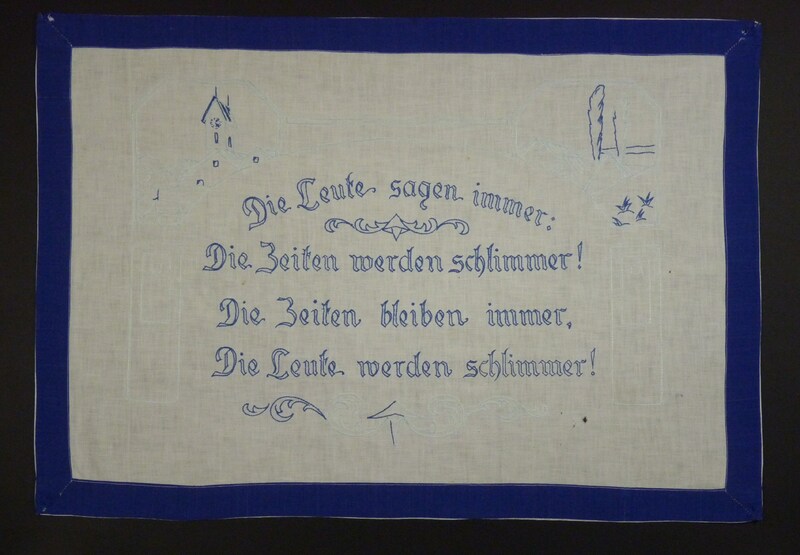 Die Leute sagen immer:
Die Zeiten werden schlimmer!
Die Zeiten bleiben immer,
Die Leute werden schlimmer!